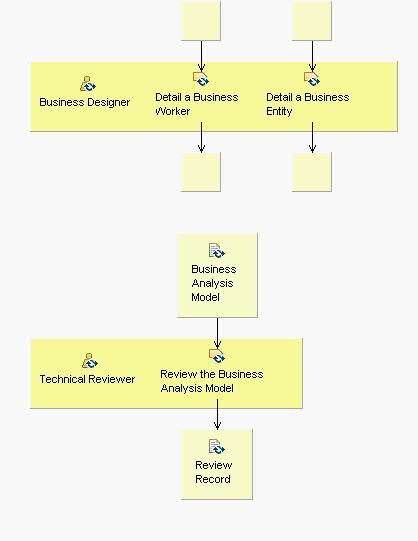 Business Designer
Detail a Business
Worker
Detail a Business
Entity
Business
Analysis
Model
Technical Reviewer
Review the Business
Analysis Model
Review
Record